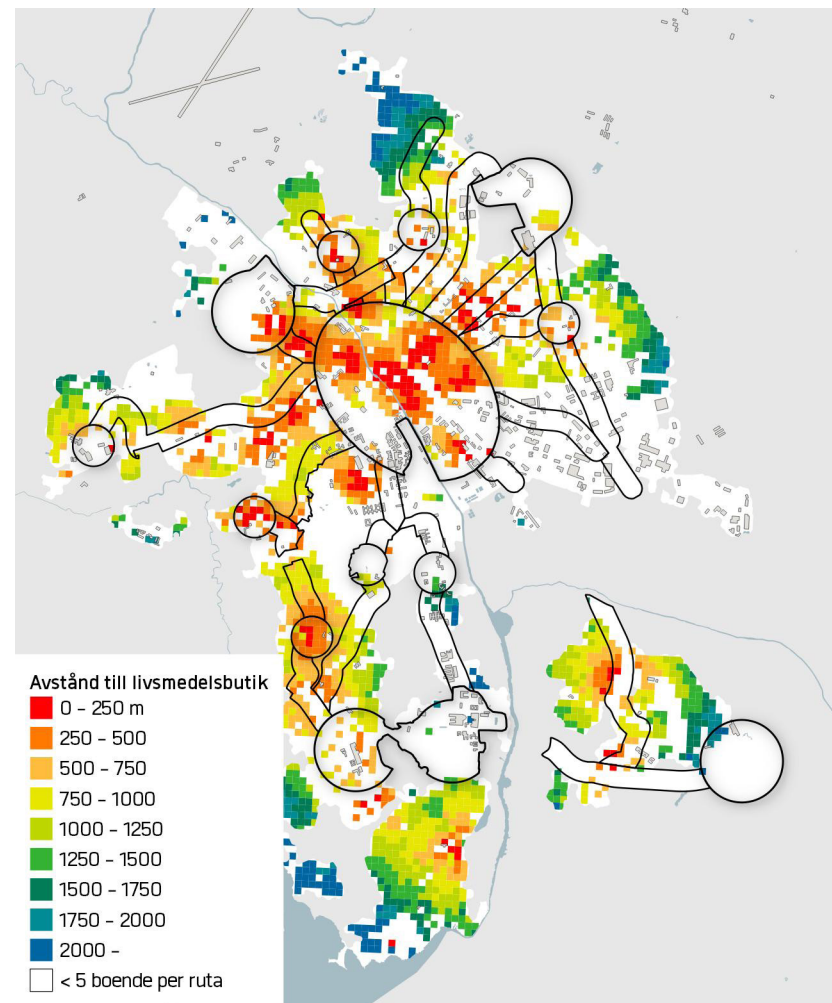 Avstånd till livsmedelsbutik
0 – 250 m
250 – 500
500 – 750
750 – 1000
1000 – 1250
1250 – 1500
1500 – 1750
1750 – 2000
2000 –
< 5 boende per ruta